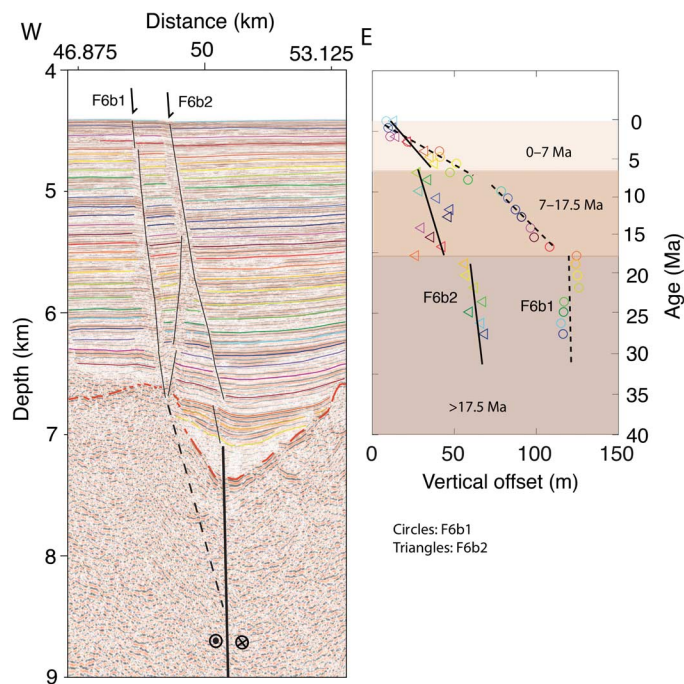 W
Distance (km)
46.875
50
53.125
E
4
5
6
7
8
9
Depth (km)
F6b1
F6b2
0
5
10
15
20
25
30
35
40
Age (Ma)
0–7 Ma
7–17.5 Ma
F6b2
F6b1
>17.5 Ma
0
50
100
150
Vertical offset (m)
Circles: F6b1
Triangles: F6b2